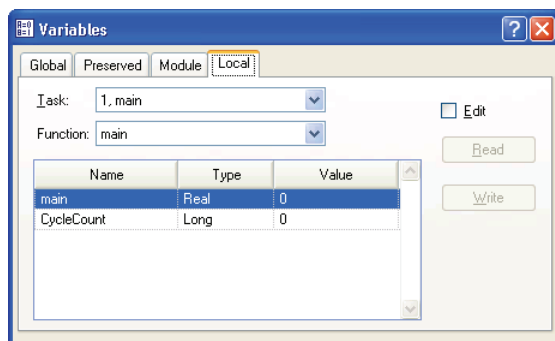 Variables
Global Preserved Module Local
Task: 1, main
Edit
Function: main
Read
Name Type Value
main Real 0
Write
CycleCount Long 0